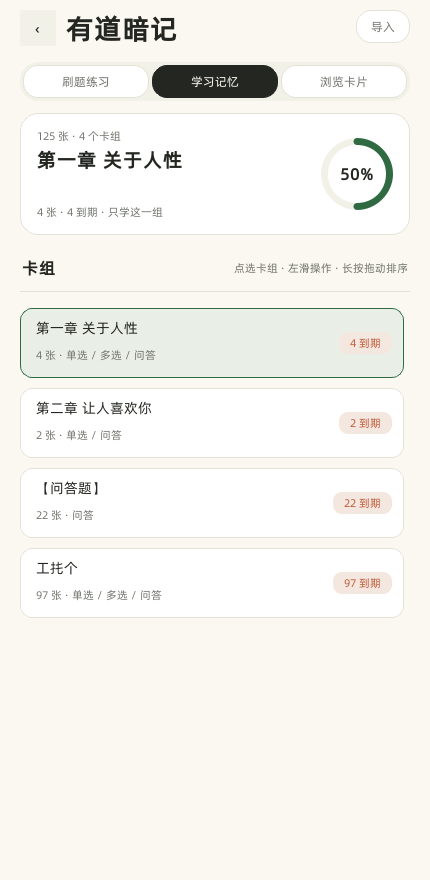 ‹
有道暗记
导入
刷题练习
学习记忆
浏览卡片
125 张 · 4 个卡组
第一章 关于人性
50%
4 张 · 4 到期 · 只学这一组
卡组
点选卡组 · 左滑操作 · 长按拖动排序
第一章 关于人性
4 张 · 单选 / 多选 / 问答
4 到期
第二章 让人喜欢你
2 张 · 单选 / 问答
2 到期
【问答题】
22 张 · 问答
22 到期
工扥个
97 张 · 单选 / 多选 / 问答
97 到期